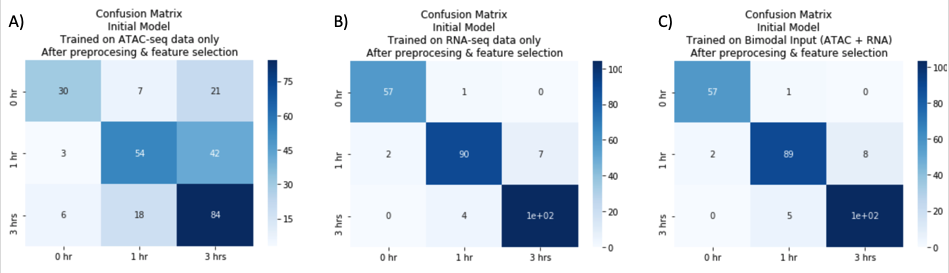 A)
Confusion Matrix
Initial Model
Trained on ATAC-seq data only
After preprocesing & feature selection
0 hr
30
7
21
1 hr
3
54
42
3 hrs
6
18
84
0 hr
1 hr
3 hrs
75
60
45
30
15
B)
Confusion Matrix
Initial Model
Trained on RNA-seq data only
After preprocesing & feature selection
0 hr
57
1
0
1 hr
2
90
7
3 hrs
0
4
1e+02
0 hr
1 hr
3 hrs
100
80
60
40
20
0
C)
Confusion Matrix
Initial Model
Trained on Bimodal Input (ATAC + RNA)
After preprocesing & feature selection
0 hr
57
1
0
1 hr
2
89
8
3 hrs
0
5
1e+02
0 hr
1 hr
3 hrs
100
80
60
40
20
0